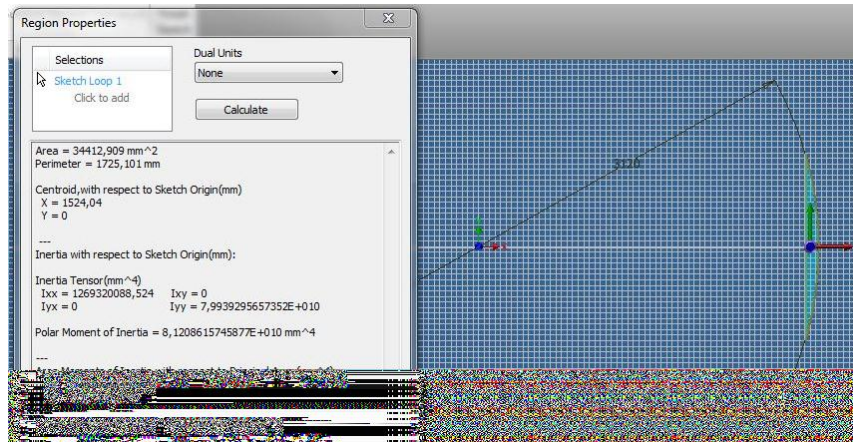 Region Properties
Selections
Sketch Loop 1
Click to add
Dual Units
None
Calculate
Area = 34412,909 mm^2
Perimeter = 1725,101 mm
Centroid,with respect to Sketch Origin(mm)
X = 1524,04
Y = 0
---
Inertia with respect to Sketch Origin(mm):
Inertia Tensor(mm^4)
Ixx = 1269320088,524 Ixy = 0
Iyx = 0 Iyy = 7,9939295657352E+010
Polar Moment of Inertia = 8,1208615745877E+010 mm^4
---
3120